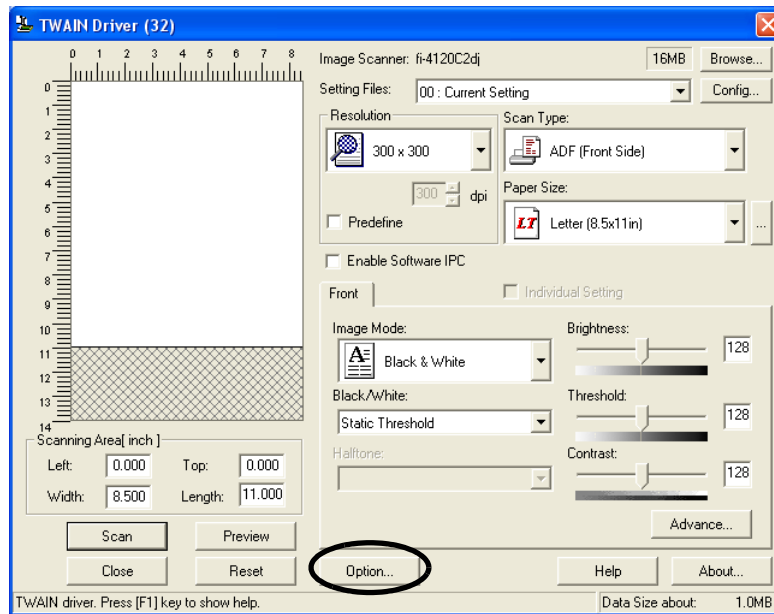 TWAIN Driver (32)
0 1 2 3 4 5 6 7 8
0
1
2
3
4
5
6
7
8
9
10
11
12
13
14
Image Scanner: fi-4120C2dj 16MB Browse...
Setting Files: 00 : Current Setting Config...
Resolution
300 x 300
300 dpi
Predefine
Scan Type:
ADF (Front Side)
Paper Size:
LT Letter (8.5x11in) ...
Enable Software IPC
Front Individual Setting
Image Mode:
A Black & White
Black/White:
Static Threshold
Halftone:
Brightness:
128
Threshold:
128
Contrast:
128
Advance...
Scanning Area[ inch ]
Left: 0.000 Top: 0.000
Width: 8.500 Length: 11.000
Scan Preview
Close Reset Option... Help About...
TWAIN driver. Press [F1] key to show help. Data Size about: 1.0MB